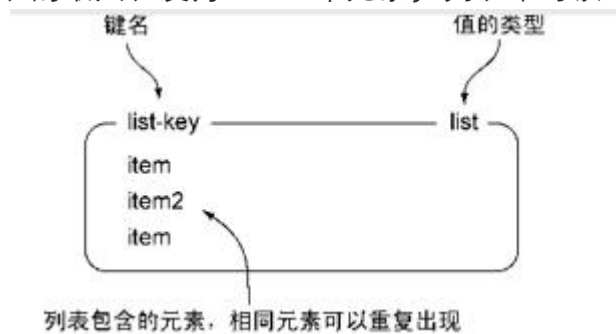 键名
值的类型
list-key
list
item
item2
item
列表包含的元素，相同元素可以重复出现